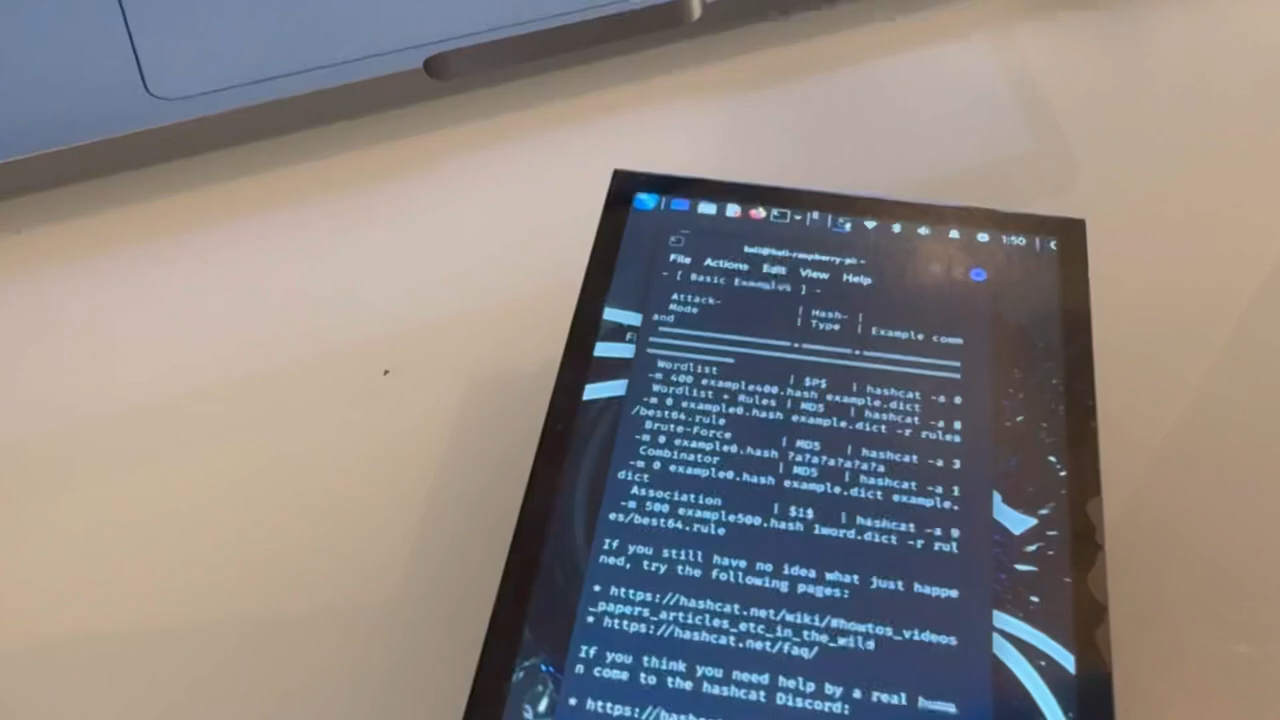 1:50
kali@kali-raspberry-pi: ~
File Actions Edit View Help
- [ Basic Examples ] -
Attack- | Hash- |
Mode | Type | Example comm
and
Wordlist | $P$ | hashcat -a 0
-m 400 example400.hash example.dict
Wordlist + Rules | MD5 | hashcat -a 0
-m 0 example0.hash example.dict -r rules
/best64.rule
Brute-Force | MD5 | hashcat -a 3
-m 0 example0.hash ?a?a?a?a?a?a
Combinator | MD5 | hashcat -a 1
-m 0 example0.hash example.dict example.
dict
Association | $1$ | hashcat -a 9
-m 500 example500.hash 1word.dict -r rul
es/best64.rule
If you still have no idea what just happe
ned, try the following pages:
* https://hashcat.net/wiki/#howtos_videos
_papers_articles_etc_in_the_wild
* https://hashcat.net/faq/
If you think you need help by a real huma
n come to the hashcat Discord: